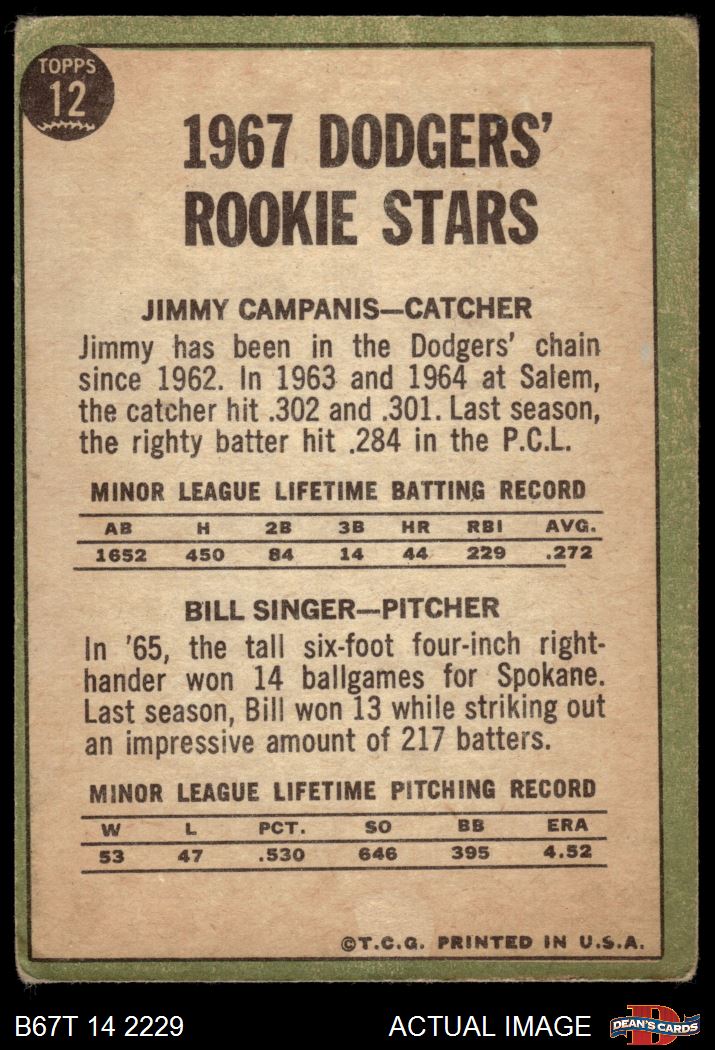 TOPPS
12
1967 DODGERS'
ROOKIE STARS
JIMMY CAMPANIS—CATCHER
Jimmy has been in the Dodgers' chain
since 1962. In 1963 and 1964 at Salem,
the catcher hit .302 and .301. Last season,
the righty batter hit .284 in the P.C.L.
MINOR LEAGUE LIFETIME BATTING RECORD
AB H 2B 3B HR RBI AVG.
1652 450 84 14 44 229 .272
BILL SINGER—PITCHER
In '65, the tall six-foot four-inch right-
hander won 14 ballgames for Spokane.
Last season, Bill won 13 while striking out
an impressive amount of 217 batters.
MINOR LEAGUE LIFETIME PITCHING RECORD
W L PCT. SO BB ERA
53 47 .530 646 395 4.52
©T.C.G. PRINTED IN U.S.A.
B67T 14 2229 ACTUAL IMAGE DEAN'S CARDS